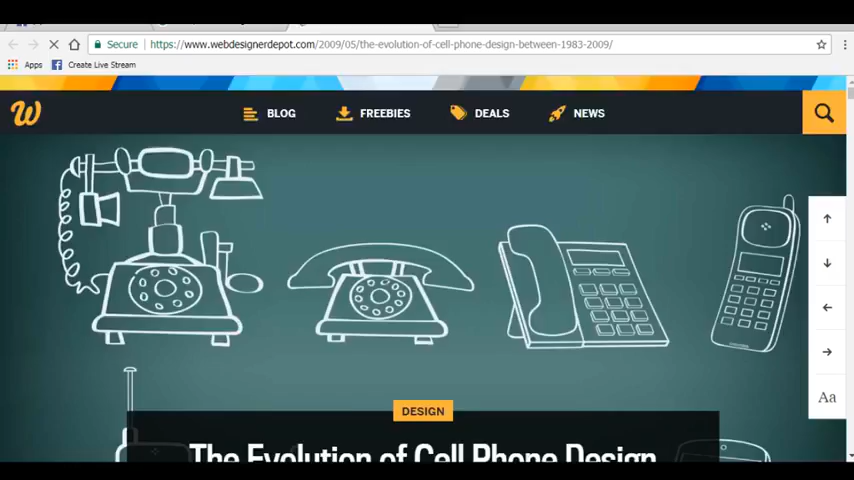 Secure https://www.webdesignerdepot.com/2009/05/the-evolution-of-cell-phone-design-between-1983-2009/
Apps Create Live Stream
W BLOG FREEBIES DEALS NEWS
Aa
DESIGN
The Evolution of Cell Phone Design